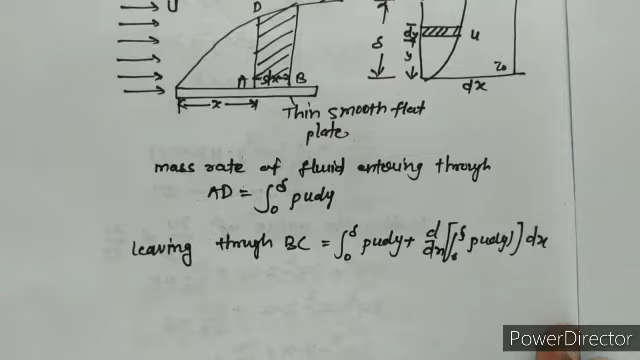 U
D
δ
dy
y
u
A dx B
τ₀
x
dx
Thin smooth flat
plate
mass rate of fluid entering through
AD = ∫₀^δ ρudy
leaving through BC = ∫₀^δ ρudy + d/dx[∫₀^δ ρudy)]dx
PowerDirector